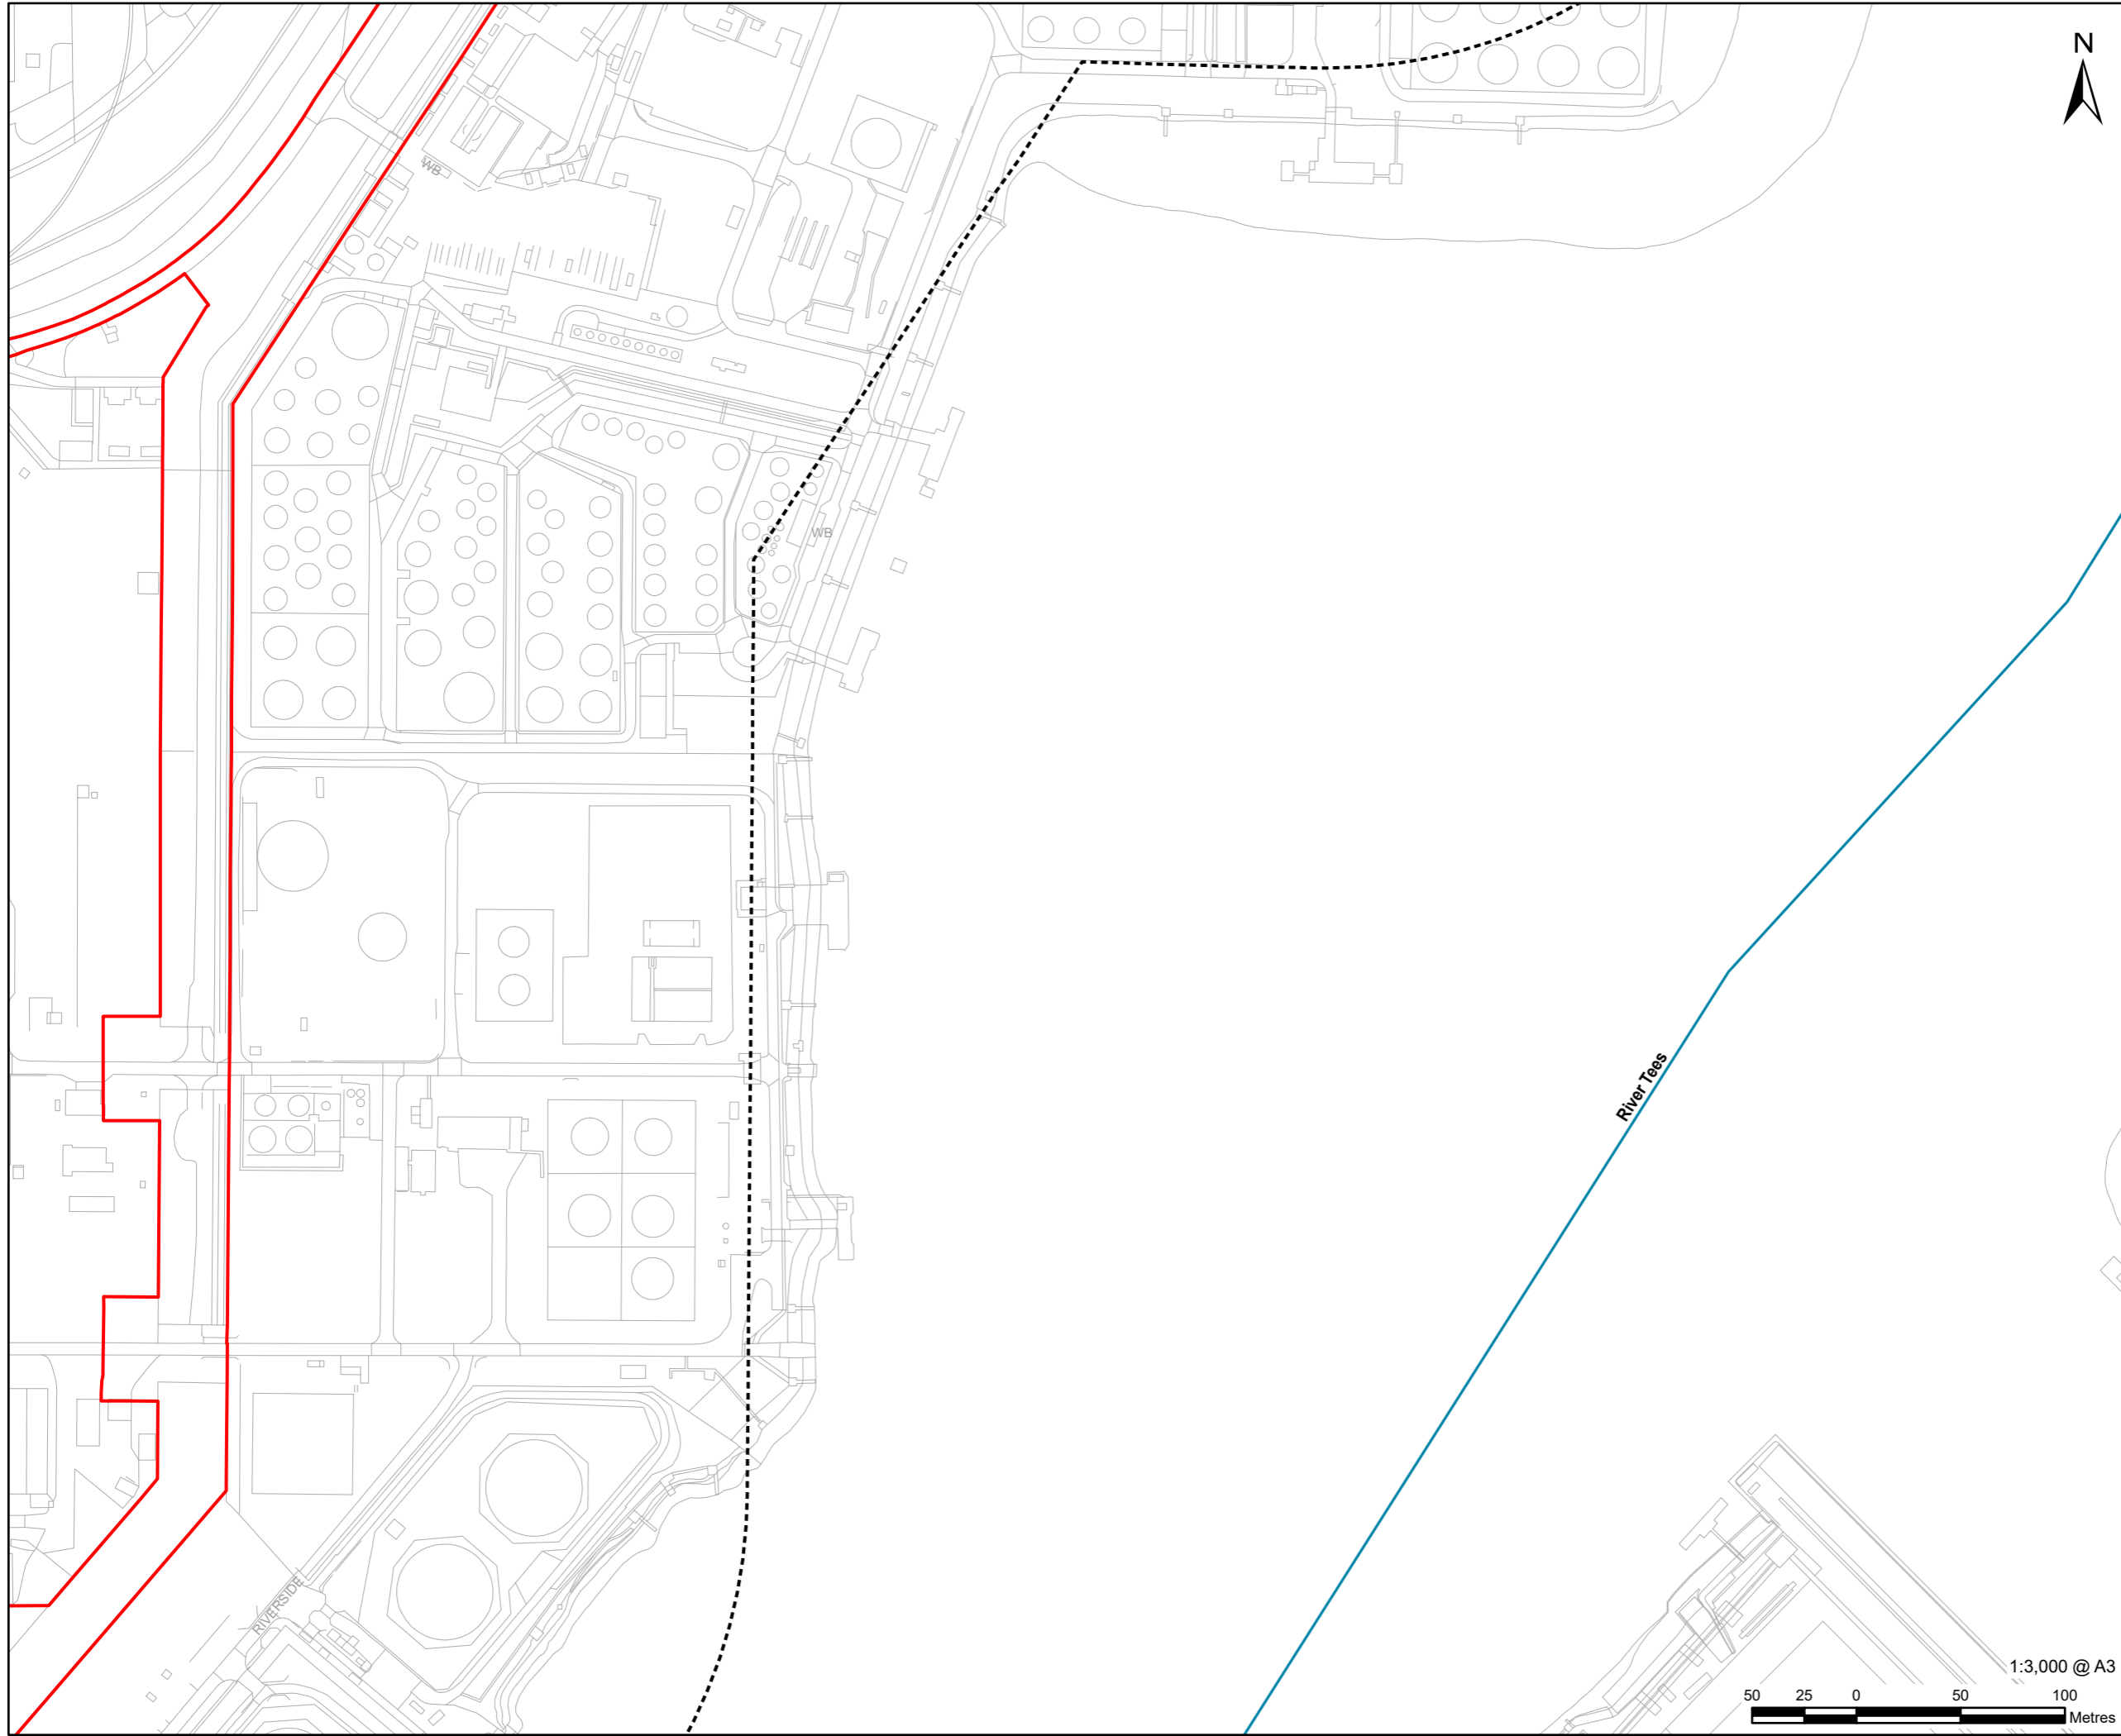 N
WB
WB
River Tees
RIVERSIDE
1:3,000 @ A3
50 25 0 50 100
Metres